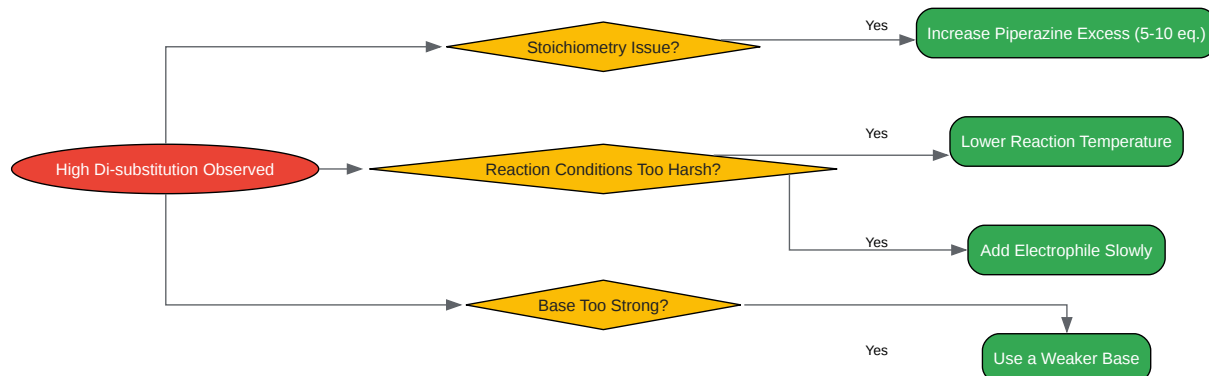 Stoichiometry Issue?
Yes
Increase Piperazine Excess (5-10 eq.)
High Di-substitution Observed
Reaction Conditions Too Harsh?
Yes
Lower Reaction Temperature
Yes
Add Electrophile Slowly
Base Too Strong?
Yes
Use a Weaker Base